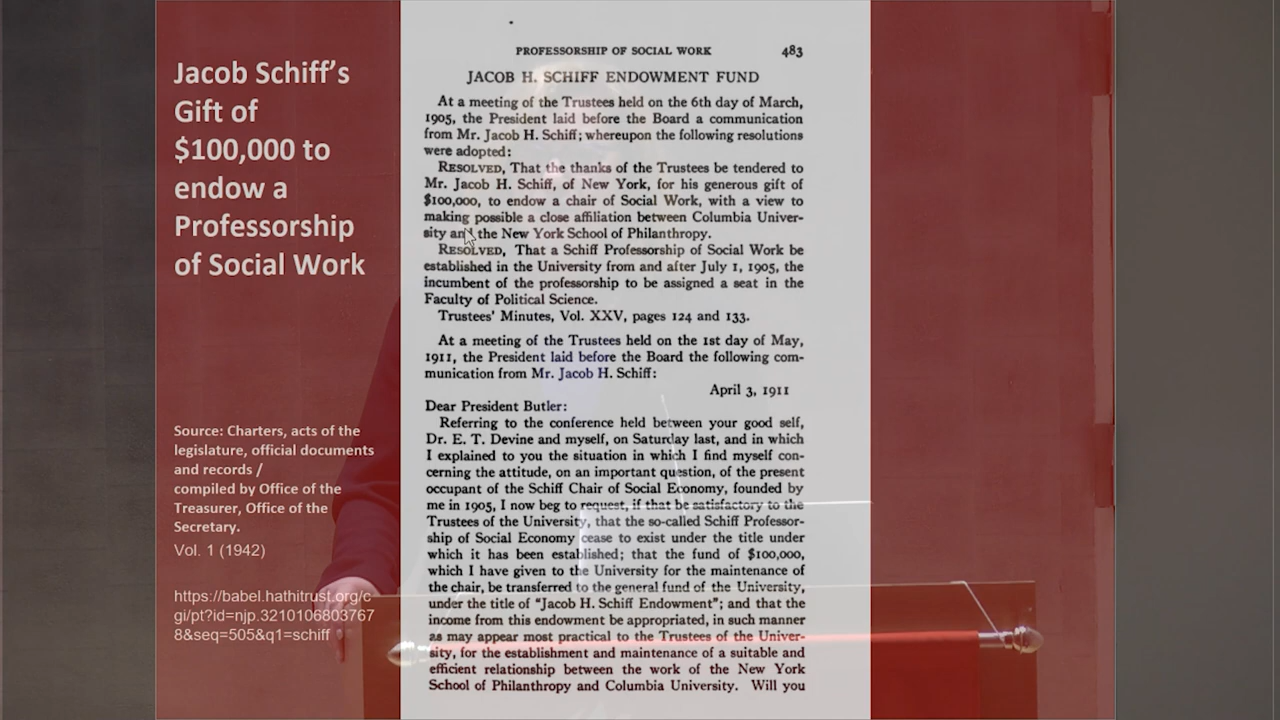 Jacob Schiff's
Gift of
$100,000 to
endow a
Professorship
of Social Work
Source: Charters, acts of the
legislature, official documents
and records /
compiled by Office of the
Treasurer, Office of the
Secretary.
Vol. 1 (1942)
https://babel.hathitrust.org/c
gi/pt?id=njp.3210106803767
8&seq=505&q1=schiff
PROFESSORSHIP OF SOCIAL WORK 483
JACOB H. SCHIFF ENDOWMENT FUND
At a meeting of the Trustees held on the 6th day of March,
1905, the President laid before the Board a communication
from Mr. Jacob H. Schiff; whereupon the following resolutions
were adopted:
RESOLVED, That the thanks of the Trustees be tendered to
Mr. Jacob H. Schiff, of New York, for his generous gift of
$100,000, to endow a chair of Social Work, with a view to
making possible a close affiliation between Columbia Univer-
sity and the New York School of Philanthropy.
RESOLVED, That a Schiff Professorship of Social Work be
established in the University from and after July 1, 1905, the
incumbent of the professorship to be assigned a seat in the
Faculty of Political Science.
Trustees' Minutes, Vol. XXV, pages 124 and 133.
At a meeting of the Trustees held on the 1st day of May,
1911, the President laid before the Board the following com-
munication from Mr. Jacob H. Schiff:
April 3, 1911
Dear President Butler:
Referring to the conference held between your good self,
Dr. E. T. Devine and myself, on Saturday last, and in which
I explained to you the situation in which I find myself con-
cerning the attitude, on an important question, of the present
occupant of the Schiff Chair of Social Economy, founded by
me in 1905, I now beg to request, if that be satisfactory to the
Trustees of the University, that the so-called Schiff Professor-
ship of Social Economy cease to exist under the title under
which it has been established; that the fund of $100,000,
which I have given to the University for the maintenance of
the chair, be transferred to the general fund of the University,
under the title of "Jacob H. Schiff Endowment"; and that the
income from this endowment be appropriated, in such manner
as may appear most practical to the Trustees of the Univer-
sity, for the establishment and maintenance of a suitable and
efficient relationship between the work of the New York
School of Philanthropy and Columbia University. Will you